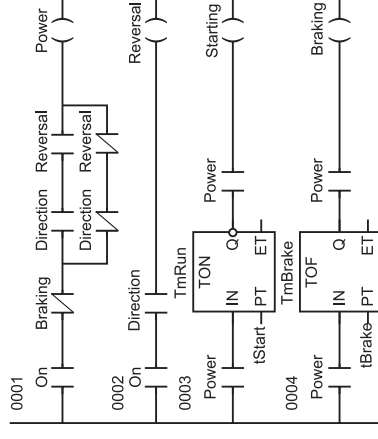 0001
On Braking Direction Reversal Power
Direction Reversal
0002
On Direction Reversal
0003
TmRun
Power TON Power Starting
IN Q
tStart PT ET
0004
TmBrake
Power TOF Power Braking
IN Q
tBrake PT ET